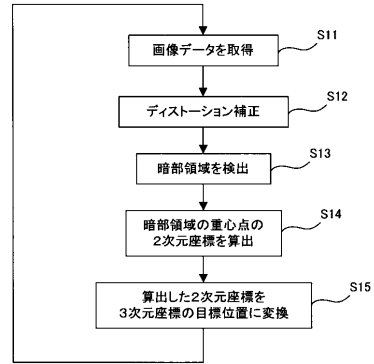 画像データを取得
S11
ディストーション補正
S12
暗部領域を検出
S13
暗部領域の重心点の
2次元座標を算出
S14
算出した2次元座標を
3次元座標の目標位置に変換
S15